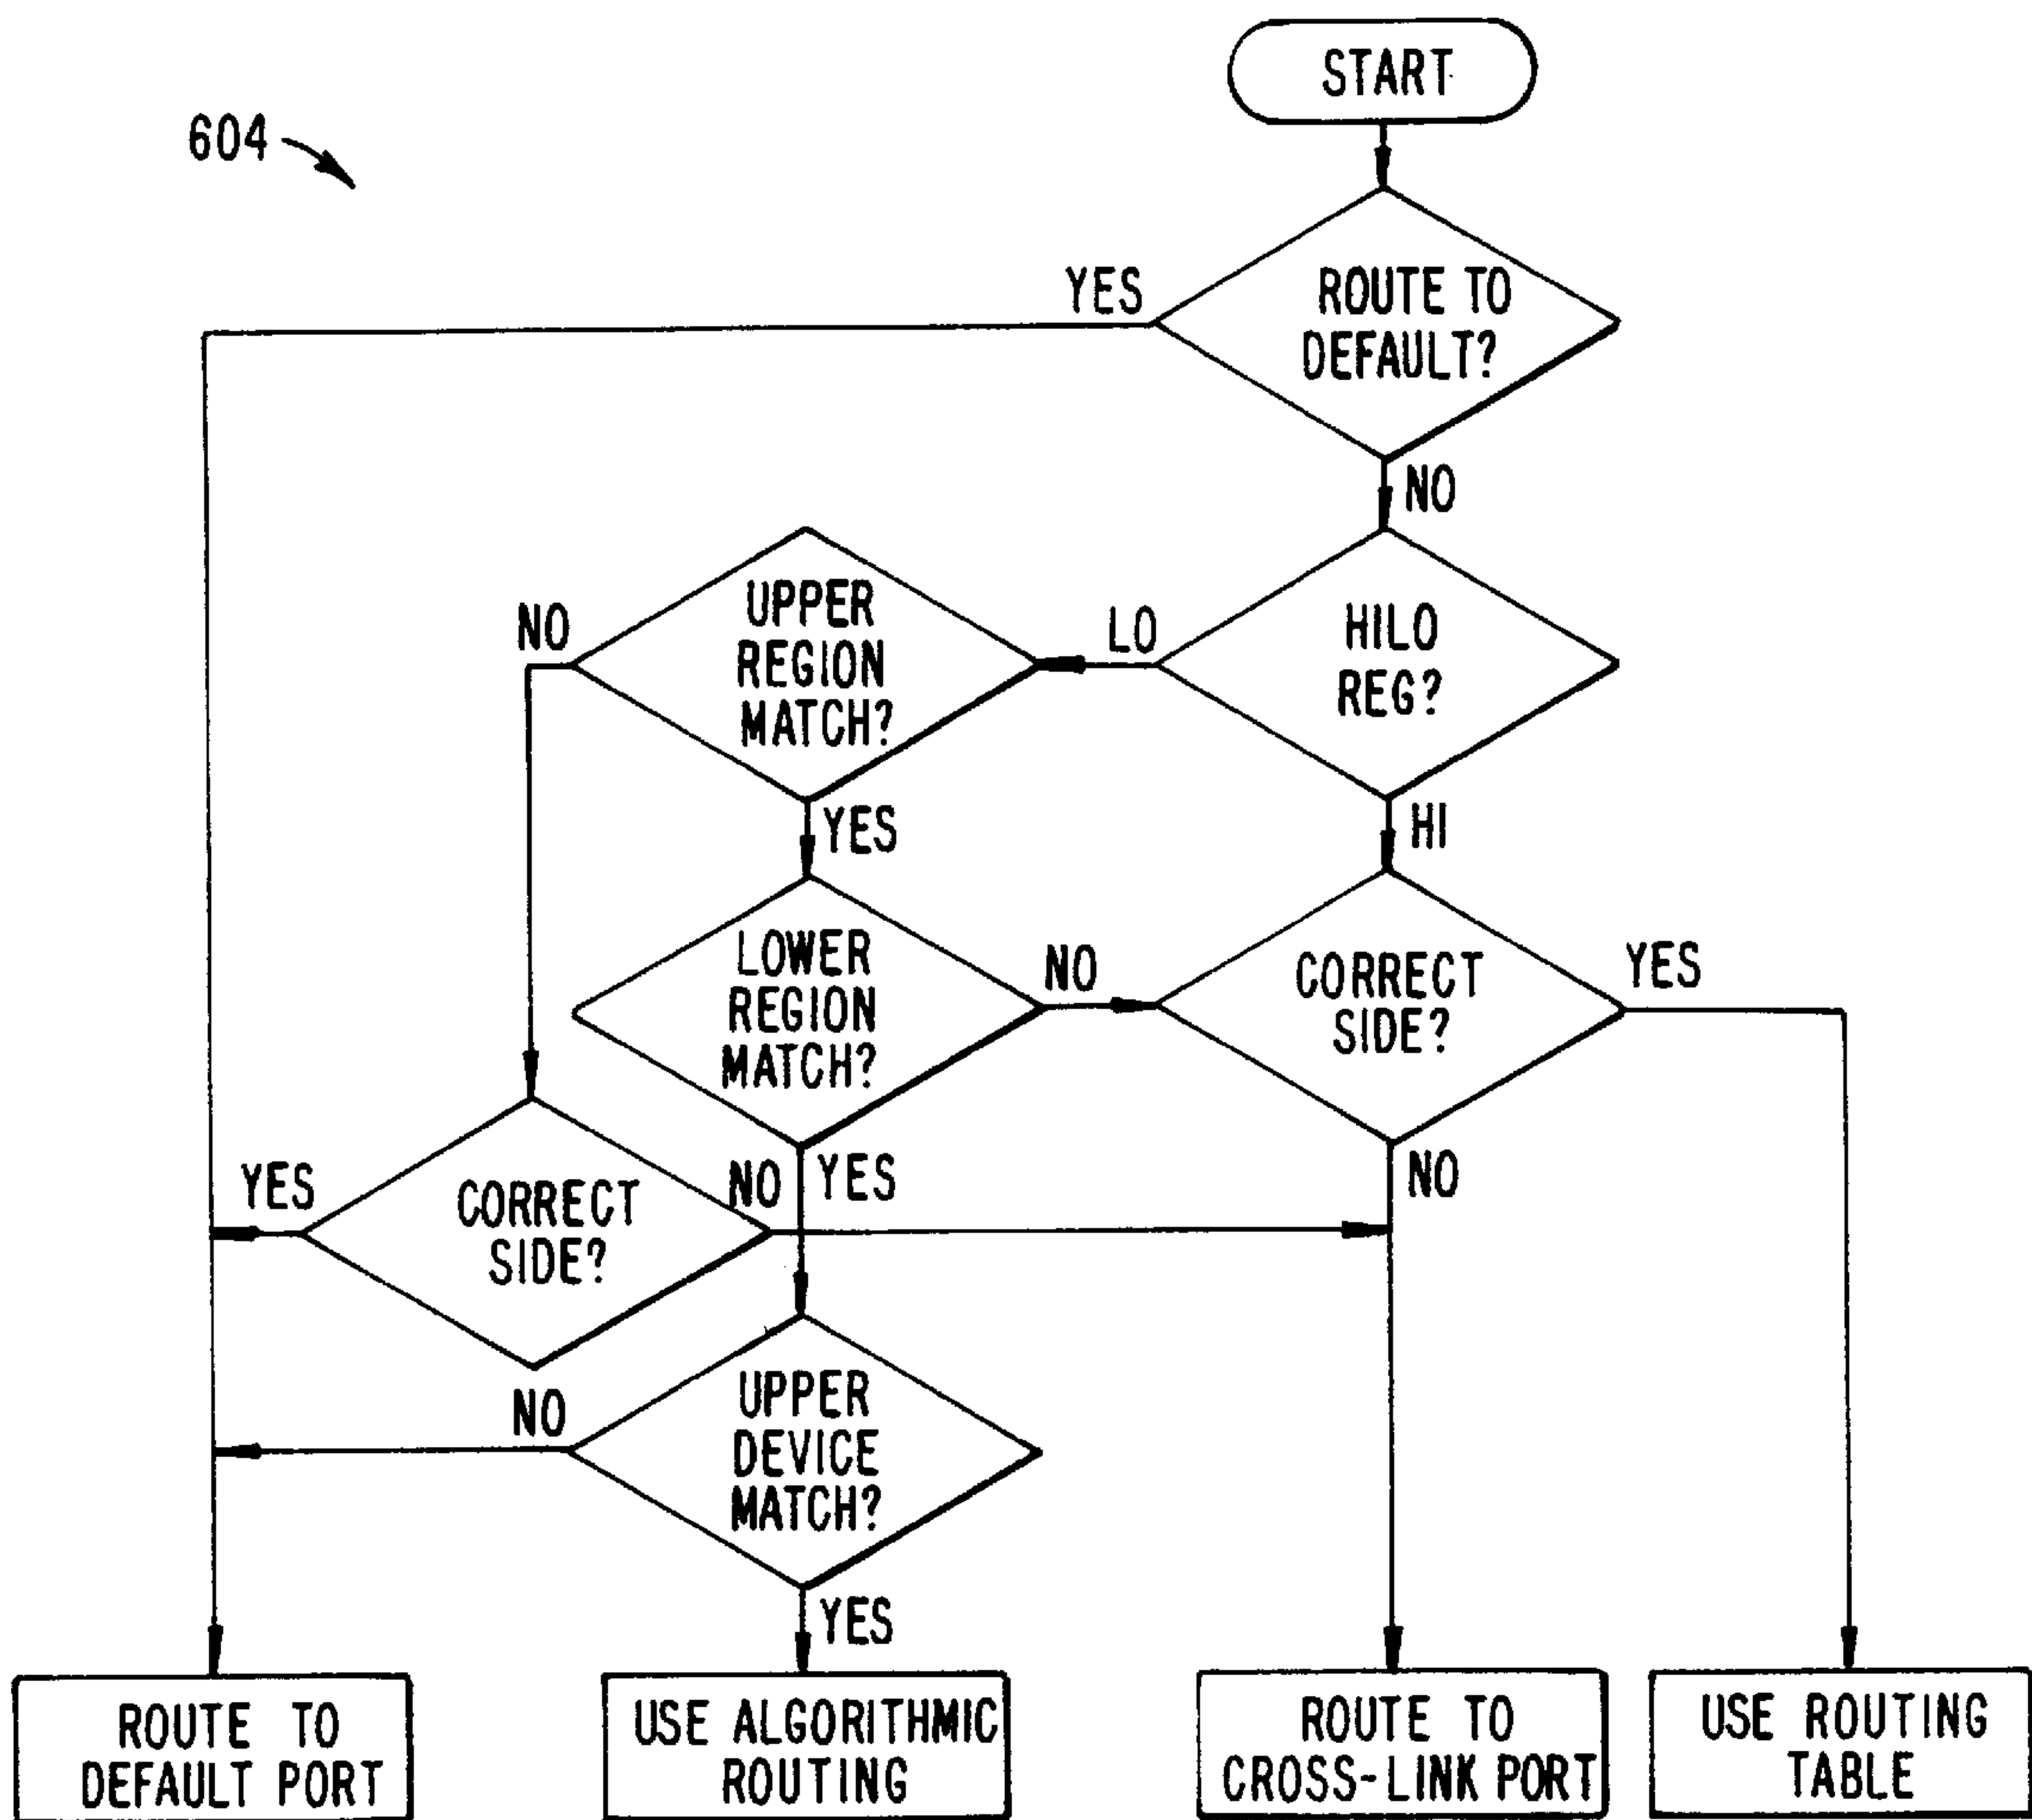 START
604
YES
ROUTE TO
DEFAULT?
NO
UPPER
REGION
MATCH?
NO
LO
HILO
REG?
YES
HI
LOWER
REGION
MATCH?
NO
CORRECT
SIDE?
YES
YES
CORRECT
SIDE?
NO
YES
NO
NO
UPPER
DEVICE
MATCH?
YES
ROUTE TO
DEFAULT PORT
USE ALGORITHMIC
ROUTING
ROUTE TO
CROSS-LINK PORT
USE ROUTING
TABLE